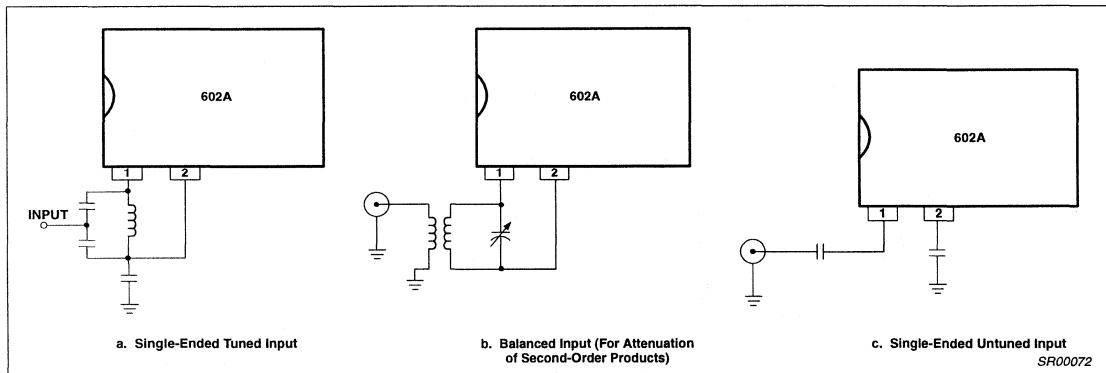 602A
1
2
INPUT
a. Single-Ended Tuned Input
602A
1
2
b. Balanced Input (For Attenuation
of Second-Order Products)
602A
1
2
c. Single-Ended Untuned Input
SR00072